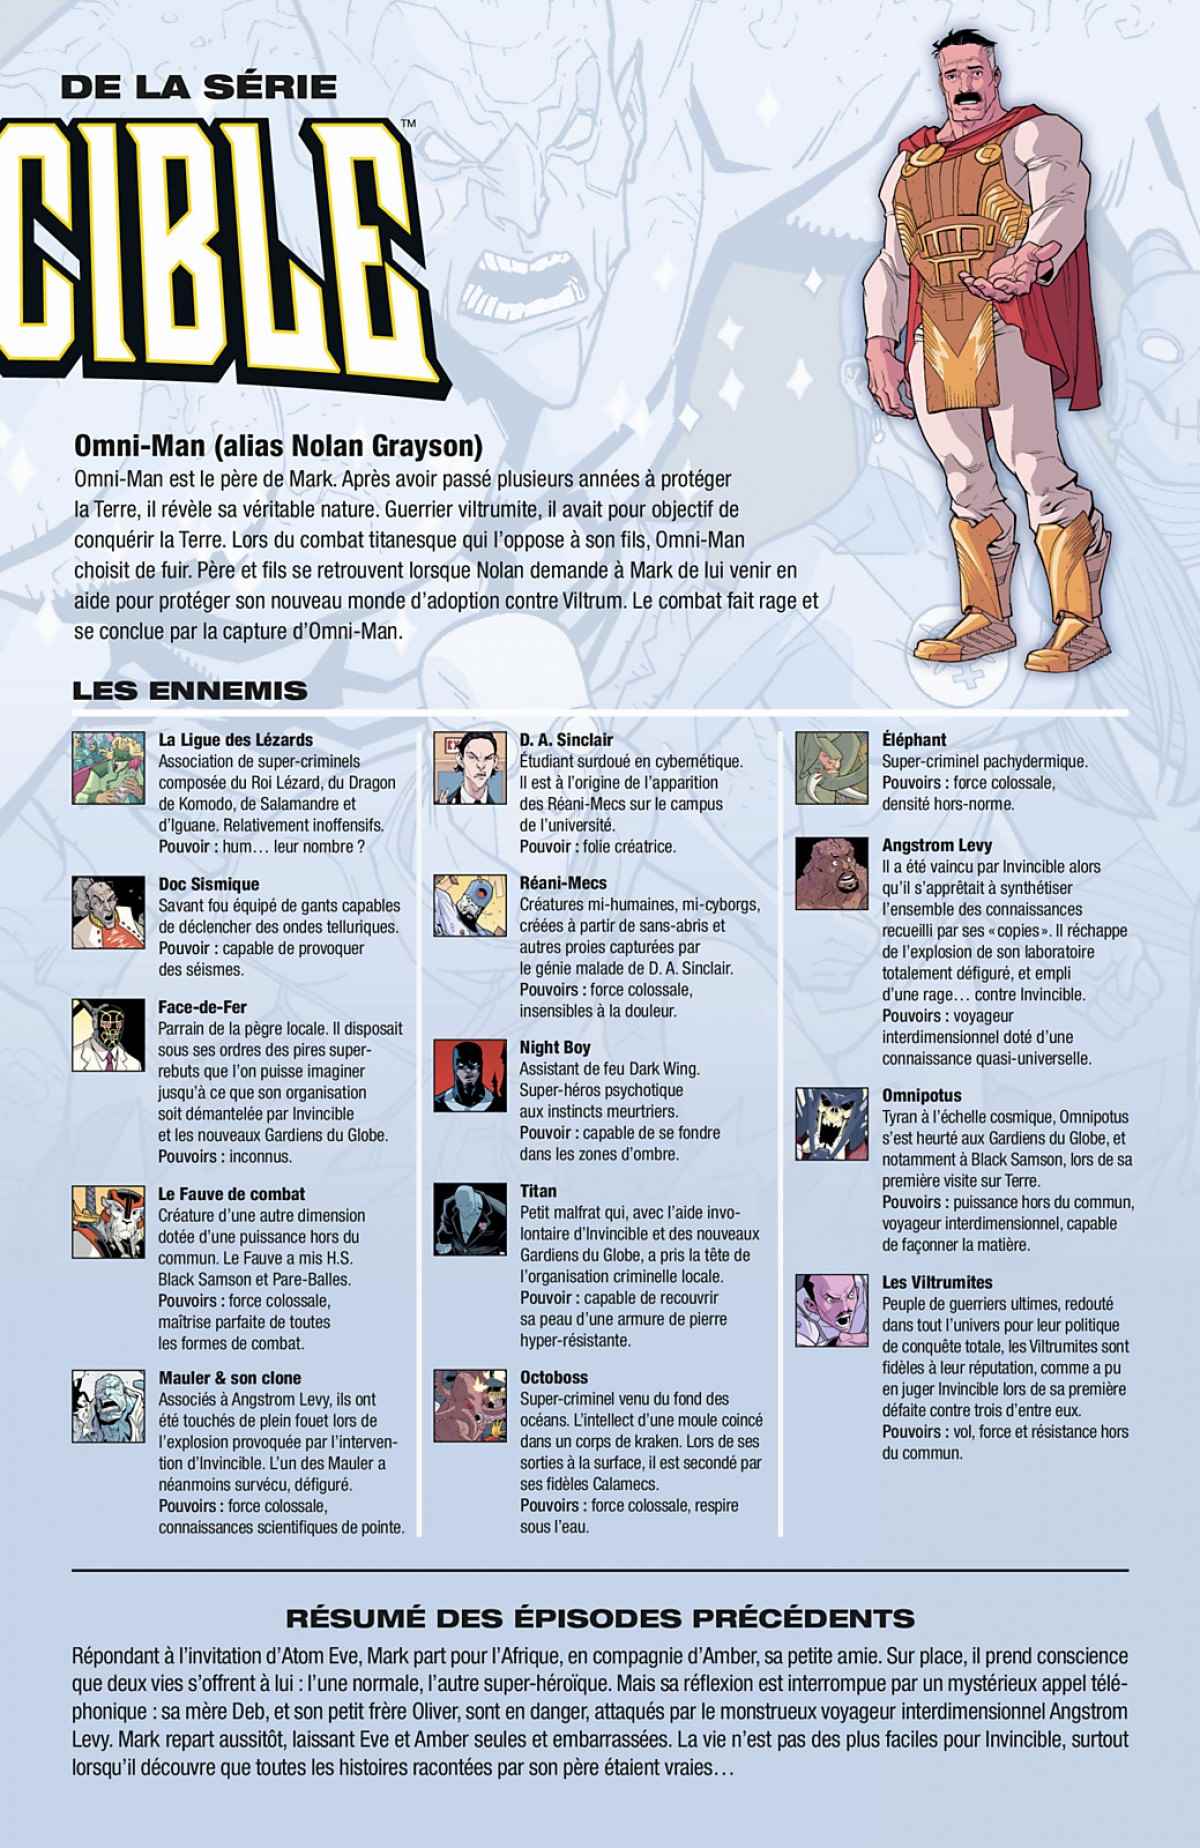 DE LA SÉRIE
CIBLE™
Omni-Man (alias Nolan Grayson)
Omni-Man est le père de Mark. Après avoir passé plusieurs années à protéger
la Terre, il révèle sa véritable nature. Guerrier viltrumite, il avait pour objectif de
conquérir la Terre. Lors du combat titanesque qui l'oppose à son fils, Omni-Man
choisit de fuir. Père et fils se retrouvent lorsque Nolan demande à Mark de lui venir en
aide pour protéger son nouveau monde d'adoption contre Viltrum. Le combat fait rage et
se conclue par la capture d'Omni-Man.
LES ENNEMIS
La Ligue des Lézards
Association de super-criminels
composée du Roi Lézard, du Dragon
de Komodo, de Salamandre et
d'Iguane. Relativement inoffensifs.
Pouvoir : hum… leur nombre ?
Doc Sismique
Savant fou équipé de gants capables
de déclencher des ondes telluriques.
Pouvoir : capable de provoquer
des séismes.
Face-de-Fer
Parrain de la pègre locale. Il disposait
sous ses ordres des pires super-
rebuts que l'on puisse imaginer
jusqu'à ce que son organisation
soit démantelée par Invincible
et les nouveaux Gardiens du Globe.
Pouvoirs : inconnus.
Le Fauve de combat
Créature d'une autre dimension
dotée d'une puissance hors du
commun. Le Fauve a mis H.S.
Black Samson et Pare-Balles.
Pouvoirs : force colossale,
maîtrise parfaite de toutes
les formes de combat.
Mauler & son clone
Associés à Angstrom Levy, ils ont
été touchés de plein fouet lors de
l'explosion provoquée par l'interven-
tion d'Invincible. L'un des Mauler a
néanmoins survécu, défiguré.
Pouvoirs : force colossale,
connaissances scientifiques de pointe.
D. A. Sinclair
Étudiant surdoué en cybernétique.
Il est à l'origine de l'apparition
des Réani-Mecs sur le campus
de l'université.
Pouvoir : folie créatrice.
Réani-Mecs
Créatures mi-humaines, mi-cyborgs,
créées à partir de sans-abris et
autres proies capturées par
le génie malade de D. A. Sinclair.
Pouvoirs : force colossale,
insensibles à la douleur.
Night Boy
Assistant de feu Dark Wing.
Super-héros psychotique
aux instincts meurtriers.
Pouvoir : capable de se fondre
dans les zones d'ombre.
Titan
Petit malfrat qui, avec l'aide invo-
lontaire d'Invincible et des nouveaux
Gardiens du Globe, a pris la tête de
l'organisation criminelle locale.
Pouvoir : capable de recouvrir
sa peau d'une armure de pierre
hyper-résistante.
Octoboss
Super-criminel venu du fond des
océans. L'intellect d'une moule coincé
dans un corps de kraken. Lors de ses
sorties à la surface, il est secondé par
ses fidèles Calamecs.
Pouvoirs : force colossale, respire
sous l'eau.
Éléphant
Super-criminel pachydermique.
Pouvoirs : force colossale,
densité hors-norme.
Angstrom Levy
Il a été vaincu par Invincible alors
qu'il s'apprêtait à synthétiser
l'ensemble des connaissances
recueilli par ses «copies». Il réchappe
de l'explosion de son laboratoire
totalement défiguré, et empli
d'une rage… contre Invincible.
Pouvoirs : voyageur
interdimensionnel doté d'une
connaissance quasi-universelle.
Omnipotus
Tyran à l'échelle cosmique, Omnipotus
s'est heurté aux Gardiens du Globe, et
notamment à Black Samson, lors de sa
première visite sur Terre.
Pouvoirs : puissance hors du commun,
voyageur interdimensionnel, capable
de façonner la matière.
Les Viltrumites
Peuple de guerriers ultimes, redouté
dans tout l'univers pour leur politique
de conquête totale, les Viltrumites sont
fidèles à leur réputation, comme a pu
en juger Invincible lors de sa première
défaite contre trois d'entre eux.
Pouvoirs : vol, force et résistance hors
du commun.
RÉSUMÉ DES ÉPISODES PRÉCÉDENTS
Répondant à l'invitation d'Atom Eve, Mark part pour l'Afrique, en compagnie d'Amber, sa petite amie. Sur place, il prend conscience
que deux vies s'offrent à lui : l'une normale, l'autre super-héroïque. Mais sa réflexion est interrompue par un mystérieux appel télé-
phonique : sa mère Deb, et son petit frère Oliver, sont en danger, attaqués par le monstrueux voyageur interdimensionnel Angstrom
Levy. Mark repart aussitôt, laissant Eve et Amber seules et embarrassées. La vie n'est pas des plus faciles pour Invincible, surtout
lorsqu'il découvre que toutes les histoires racontées par son père étaient vraies…